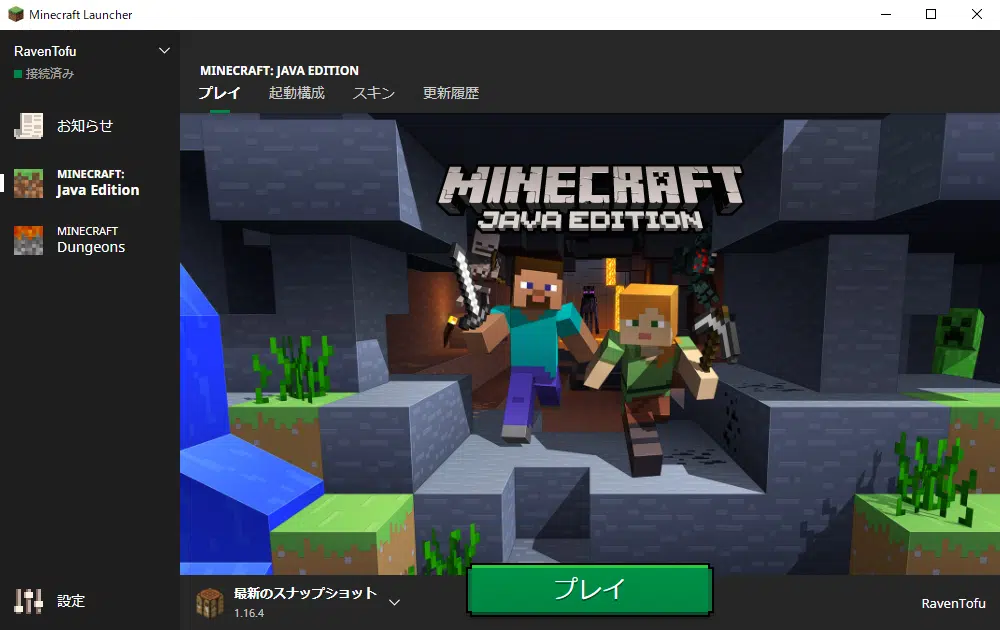 Minecraft Launcher
RavenTofu
接続済み
お知らせ
MINECRAFT:
Java Edition
MINECRAFT
Dungeons
設定
MINECRAFT: JAVA EDITION
プレイ 起動構成 スキン 更新履歴
MINECRAFT
JAVA EDITION
最新のスナップショット
1.16.4
プレイ
RavenTofu